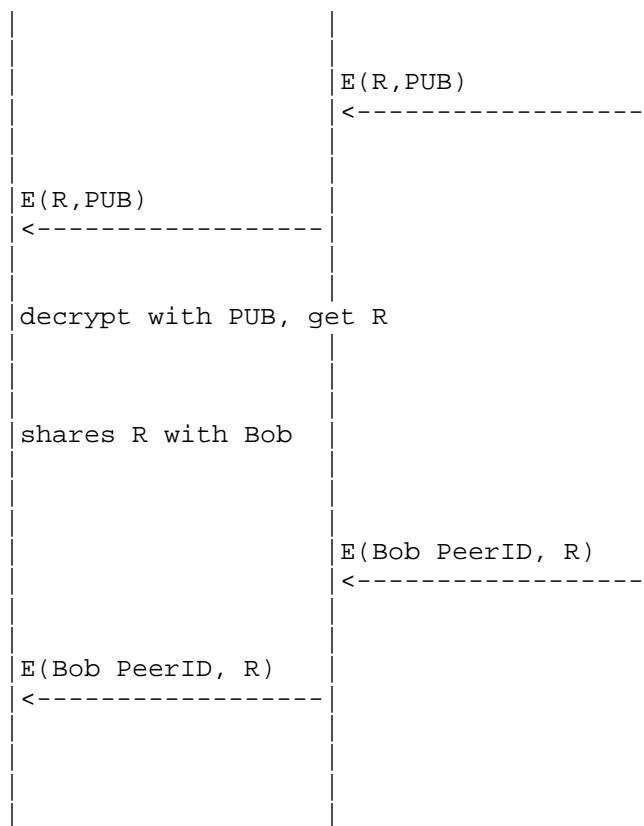 E(R,PUB)
<------------------
E(R,PUB)
<------------------
decrypt with PUB, get R
shares R with Bob
E(Bob PeerID, R)
<------------------
E(Bob PeerID, R)
<------------------